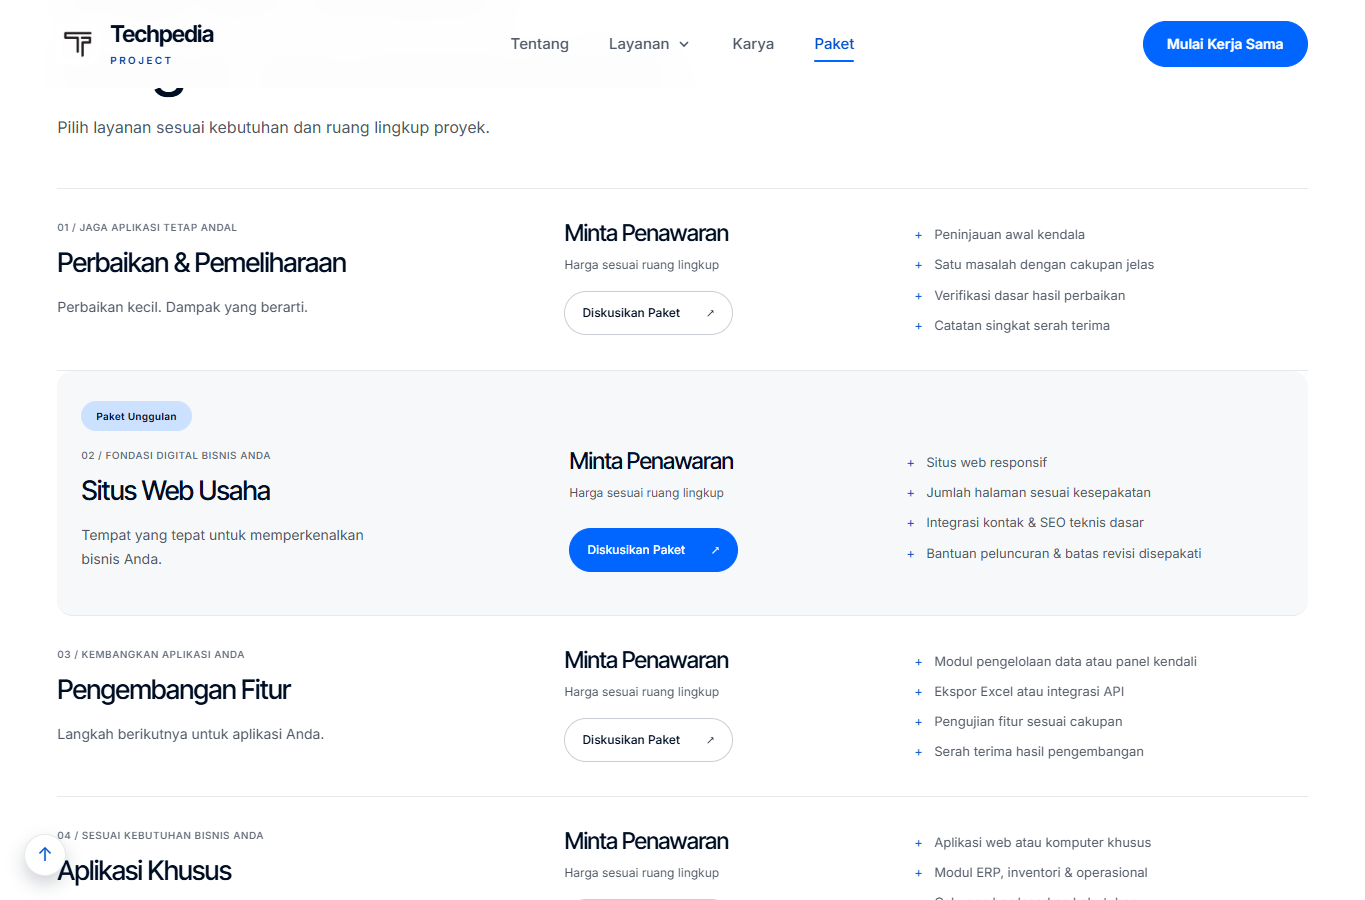 Techpedia
PROJECT
Tentang
Layanan
Karya
Paket
Mulai Kerja Sama
Pilih layanan sesuai kebutuhan dan ruang lingkup proyek.
01 / JAGA APLIKASI TETAP ANDAL
Perbaikan & Pemeliharaan
Perbaikan kecil. Dampak yang berarti.
Minta Penawaran
Harga sesuai ruang lingkup
Diskusikan Paket ↗
+ Peninjauan awal kendala
+ Satu masalah dengan cakupan jelas
+ Verifikasi dasar hasil perbaikan
+ Catatan singkat serah terima
Paket Unggulan
02 / FONDASI DIGITAL BISNIS ANDA
Situs Web Usaha
Tempat yang tepat untuk memperkenalkan
bisnis Anda.
Minta Penawaran
Harga sesuai ruang lingkup
Diskusikan Paket ↗
+ Situs web responsif
+ Jumlah halaman sesuai kesepakatan
+ Integrasi kontak & SEO teknis dasar
+ Bantuan peluncuran & batas revisi disepakati
03 / KEMBANGKAN APLIKASI ANDA
Pengembangan Fitur
Langkah berikutnya untuk aplikasi Anda.
Minta Penawaran
Harga sesuai ruang lingkup
Diskusikan Paket ↗
+ Modul pengelolaan data atau panel kendali
+ Ekspor Excel atau integrasi API
+ Pengujian fitur sesuai cakupan
+ Serah terima hasil pengembangan
04 / SESUAI KEBUTUHAN BISNIS ANDA
Aplikasi Khusus
Minta Penawaran
Harga sesuai ruang lingkup
+ Aplikasi web atau komputer khusus
+ Modul ERP, inventori & operasional